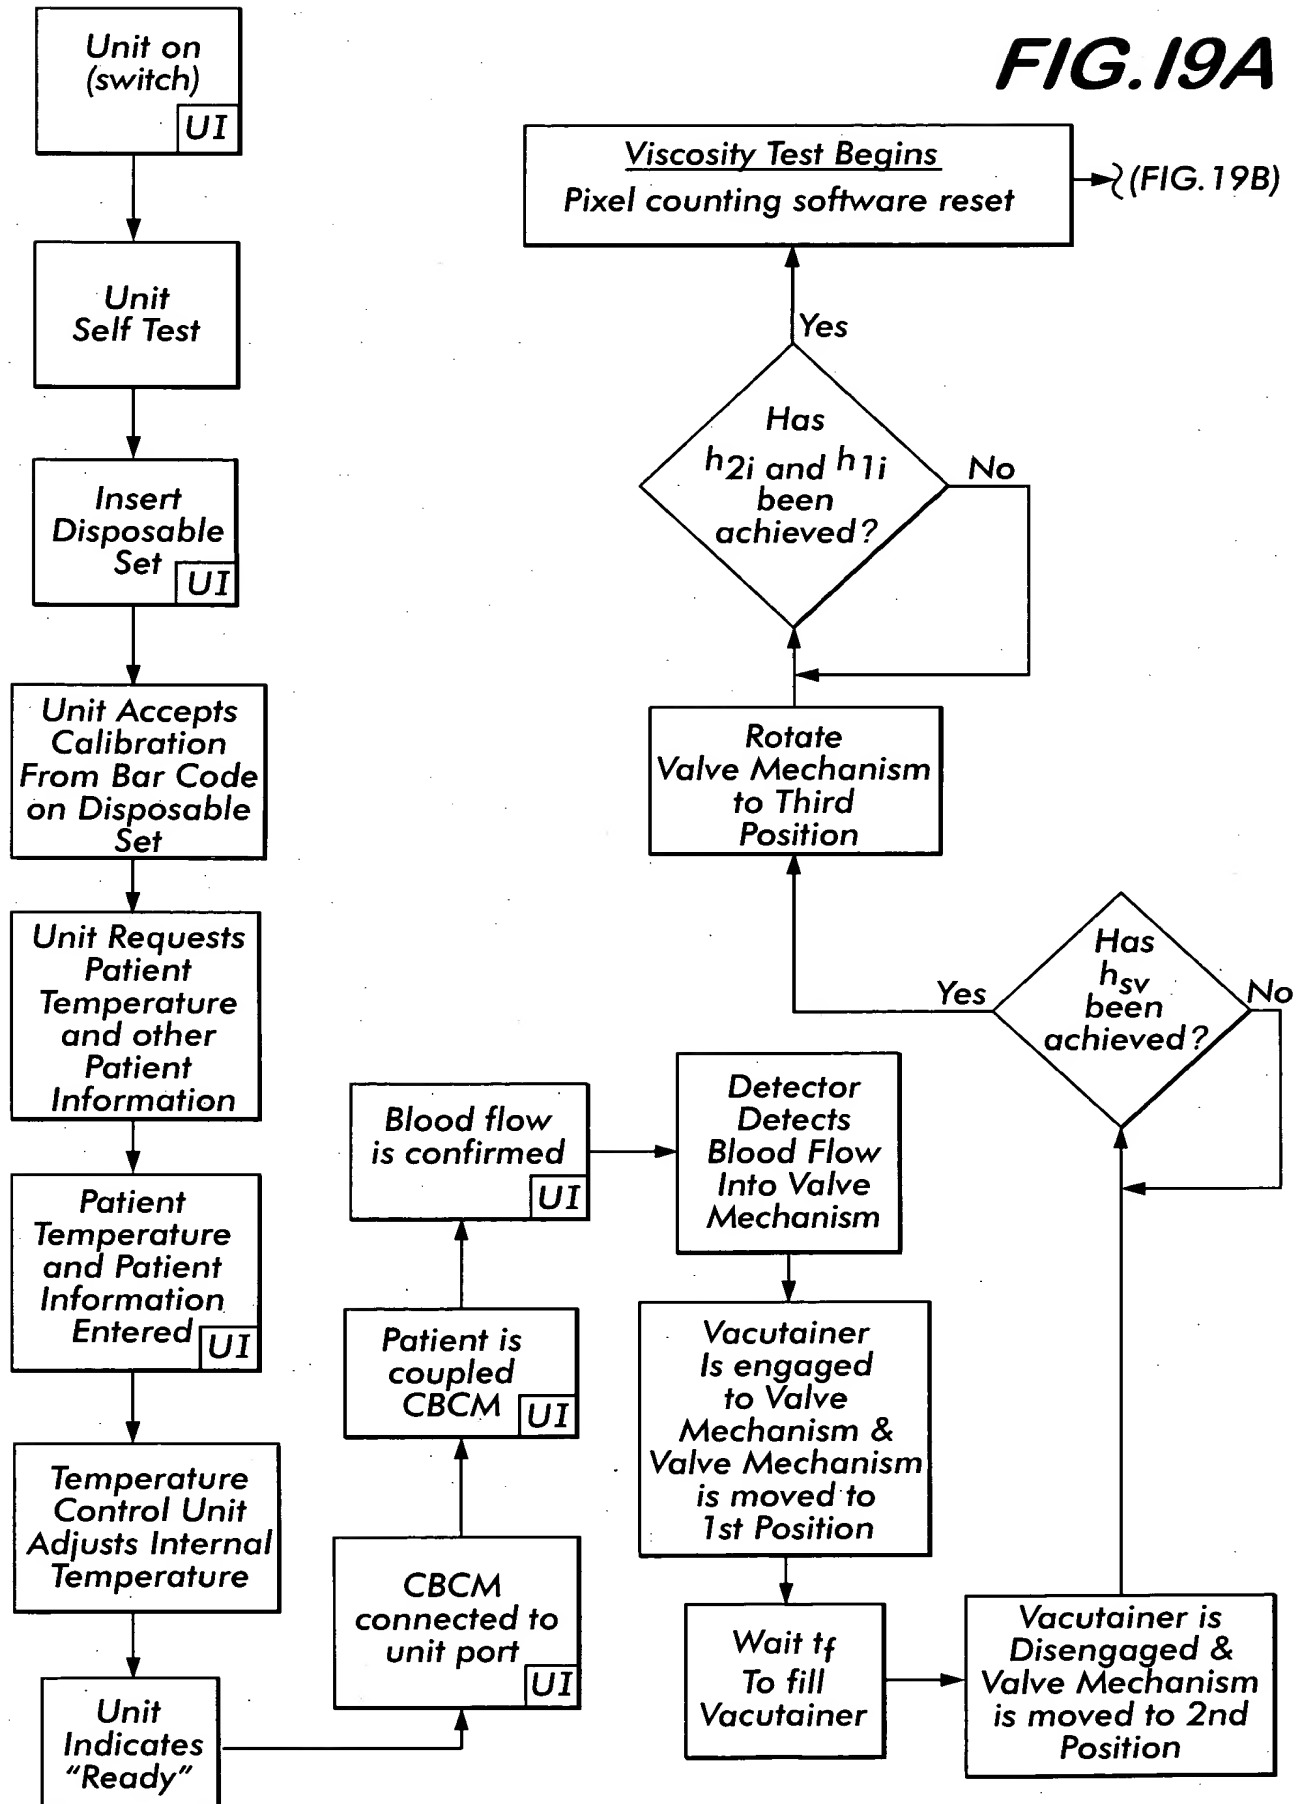 FIG.19A
Unit on
(switch)
UI
Unit
Self Test
Insert
Disposable
Set
UI
Unit Accepts
Calibration
From Bar Code
on Disposable
Set
Unit Requests
Patient
Temperature
and other
Patient
Information
Patient
Temperature
and Patient
Information
Entered
UI
Temperature
Control Unit
Adjusts Internal
Temperature
Unit
Indicates
"Ready"
CBCM
connected to
unit port
UI
Patient is
coupled
CBCM
UI
Blood flow
is confirmed
UI
Detector
Detects
Blood Flow
Into Valve
Mechanism
Vacutainer
Is engaged
to Valve
Mechanism &
Valve Mechanism
is moved to
1st Position
Wait tf
To fill
Vacutainer
Vacutainer is
Disengaged &
Valve Mechanism
is moved to 2nd
Position
Has
hsv
been
achieved?
No
Yes
Rotate
Valve Mechanism
to Third
Position
Has
h2i and h1i
been
achieved?
No
Yes
Viscosity Test Begins
Pixel counting software reset
(FIG.19B)